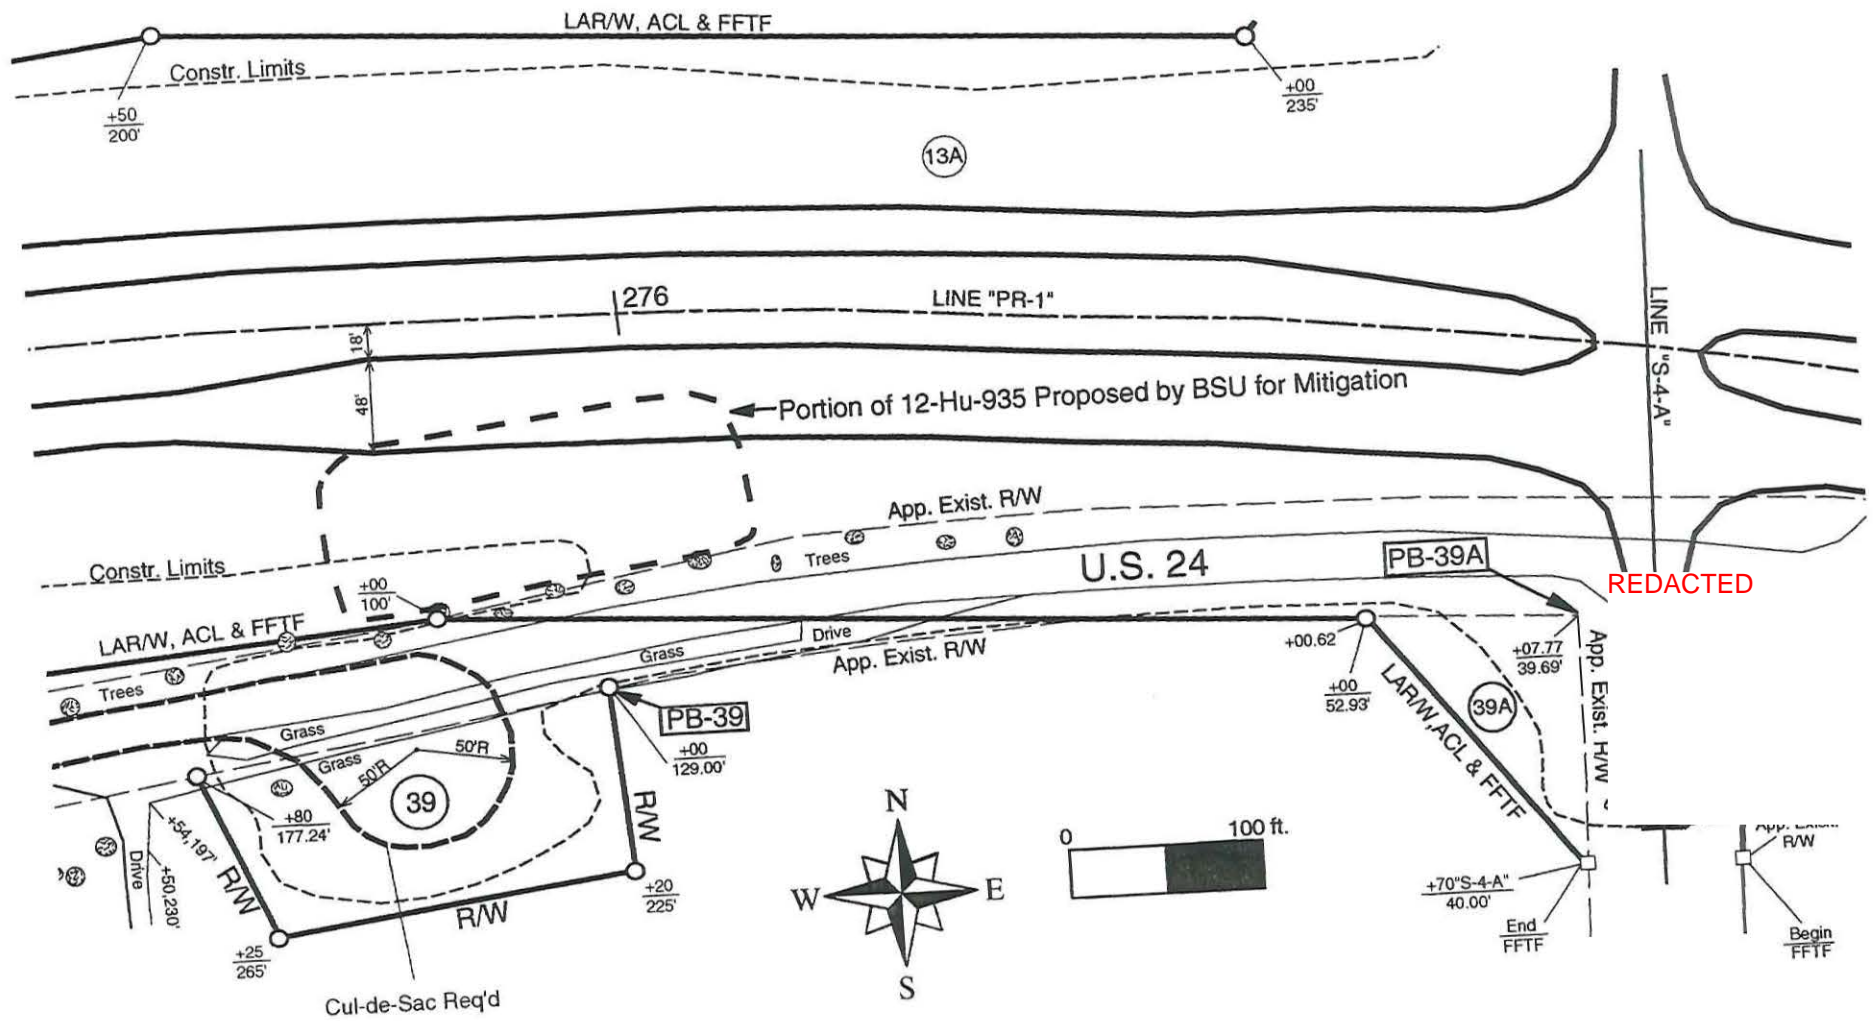 LAR/W, ACL & FFTF
Constr. Limits
+50
200'
+00
235'
13A
276
LINE "PR-1"
LINE "S-4-A"
18'
48'
Portion of 12-Hu-935 Proposed by BSU for Mitigation
App. Exist. R/W
Trees
U.S. 24
PB-39A
REDACTED
Constr. Limits
+00
100'
LAR/W, ACL & FFTF
Trees
Drive
Grass
App. Exist. R/W
+00.62
+00
52.93'
+07.77
39.69'
App. Exist. R/W
LAR/W,ACL & FFTF
39A
PB-39
+00
129.00'
Grass
Grass
50'R
50'R
39
+80
177.24'
+54, 197'
+50,230'
Drive
R/W
R/W
R/W
+20
225'
+25
265'
Cul-de-Sac Req'd
N
W
E
S
0
100 ft.
+70"S-4-A"
40.00'
End
FFTF
R/W
Begin
FFTF